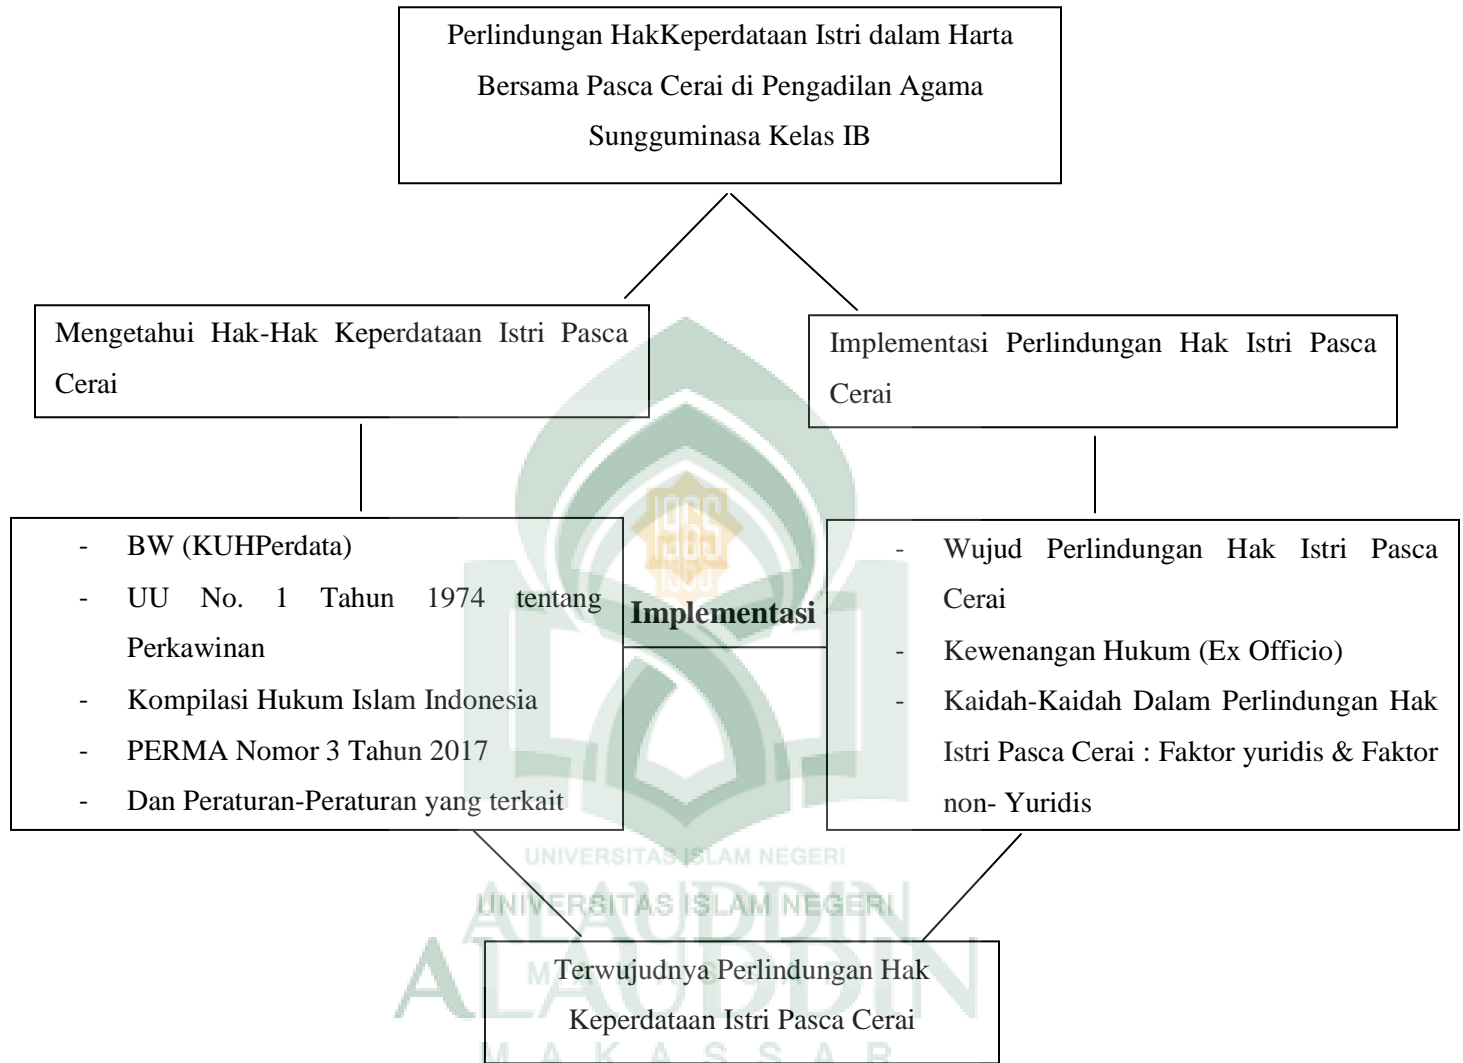 Perlindungan HakKeperdataan Istri dalam Harta
Bersama Pasca Cerai di Pengadilan Agama
Sungguminasa Kelas IB
Mengetahui Hak-Hak Keperdataan Istri Pasca
Cerai
Implementasi Perlindungan Hak Istri Pasca
Cerai
- BW (KUHPerdata)
- UU No. 1 Tahun 1974 tentang
Perkawinan
- Kompilasi Hukum Islam Indonesia
- PERMA Nomor 3 Tahun 2017
- Dan Peraturan-Peraturan yang terkait
Implementasi
- Wujud Perlindungan Hak Istri Pasca
Cerai
- Kewenangan Hukum (Ex Officio)
- Kaidah-Kaidah Dalam Perlindungan Hak
Istri Pasca Cerai : Faktor yuridis & Faktor
non- Yuridis
UNIVERSITAS ISLAM NEGERI
ALAUDDIN
UNIVERSITAS ISLAM NEGERI
ALAUDDIN
Terwujudnya Perlindungan Hak
Keperdataan Istri Pasca Cerai
MAKASSAR